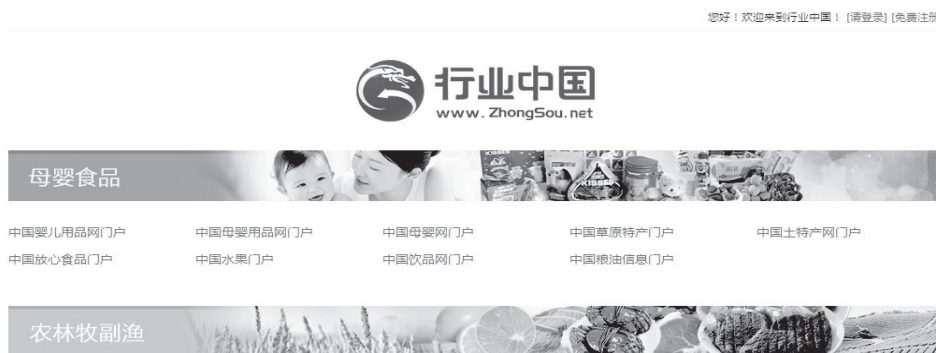 您好！欢迎来到行业中国！ [请登录] [免费注册
行业中国
www.ZhongSou.net
母婴食品
KISSES
中国婴儿用品网门户 中国母婴用品网门户 中国母婴网门户 中国草原特产门户 中国土特产网门户
中国放心食品门户 中国水果门户 中国饮品网门户 中国粮油信息门户
农林牧副渔